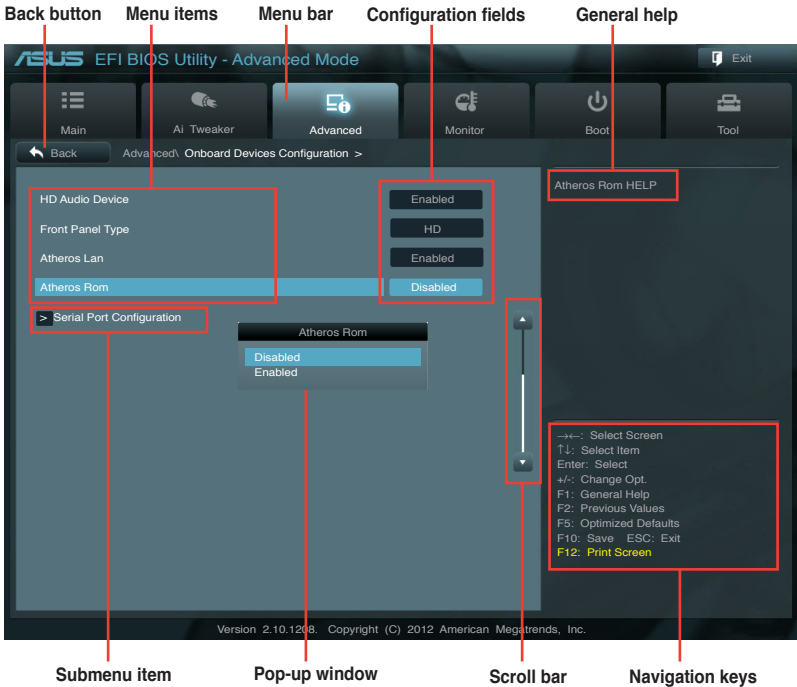 Back button
Menu items
Menu bar
Configuration fields
General help
ASUS EFI BIOS Utility - Advanced Mode
Exit
Main
Ai Tweaker
Advanced
Monitor
Boot
Tool
Back
Advanced\ Onboard Devices Configuration >
HD Audio Device
Enabled
Front Panel Type
HD
Atheros Lan
Enabled
Atheros Rom
Disabled
> Serial Port Configuration
Atheros Rom
Disabled
Enabled
Atheros Rom HELP
→←: Select Screen
↑↓: Select Item
Enter: Select
+/-: Change Opt.
F1: General Help
F2: Previous Values
F5: Optimized Defaults
F10: Save ESC: Exit
F12: Print Screen
Version 2.10.1208. Copyright (C) 2012 American Megatrends, Inc.
Submenu item
Pop-up window
Scroll bar
Navigation keys